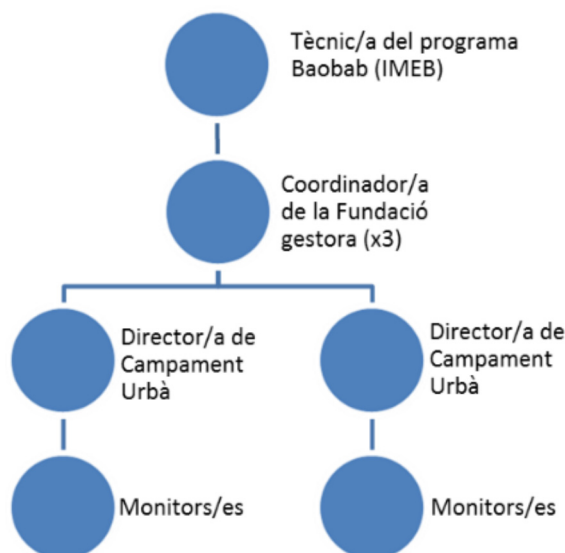 Tècnic/a del programa
Baobab (IMEB)
Coordinador/a
de la Fundació
gestora (x3)
Director/a de
Campament
Urbà
Director/a de
Campament
Urbà
Monitors/es
Monitors/es